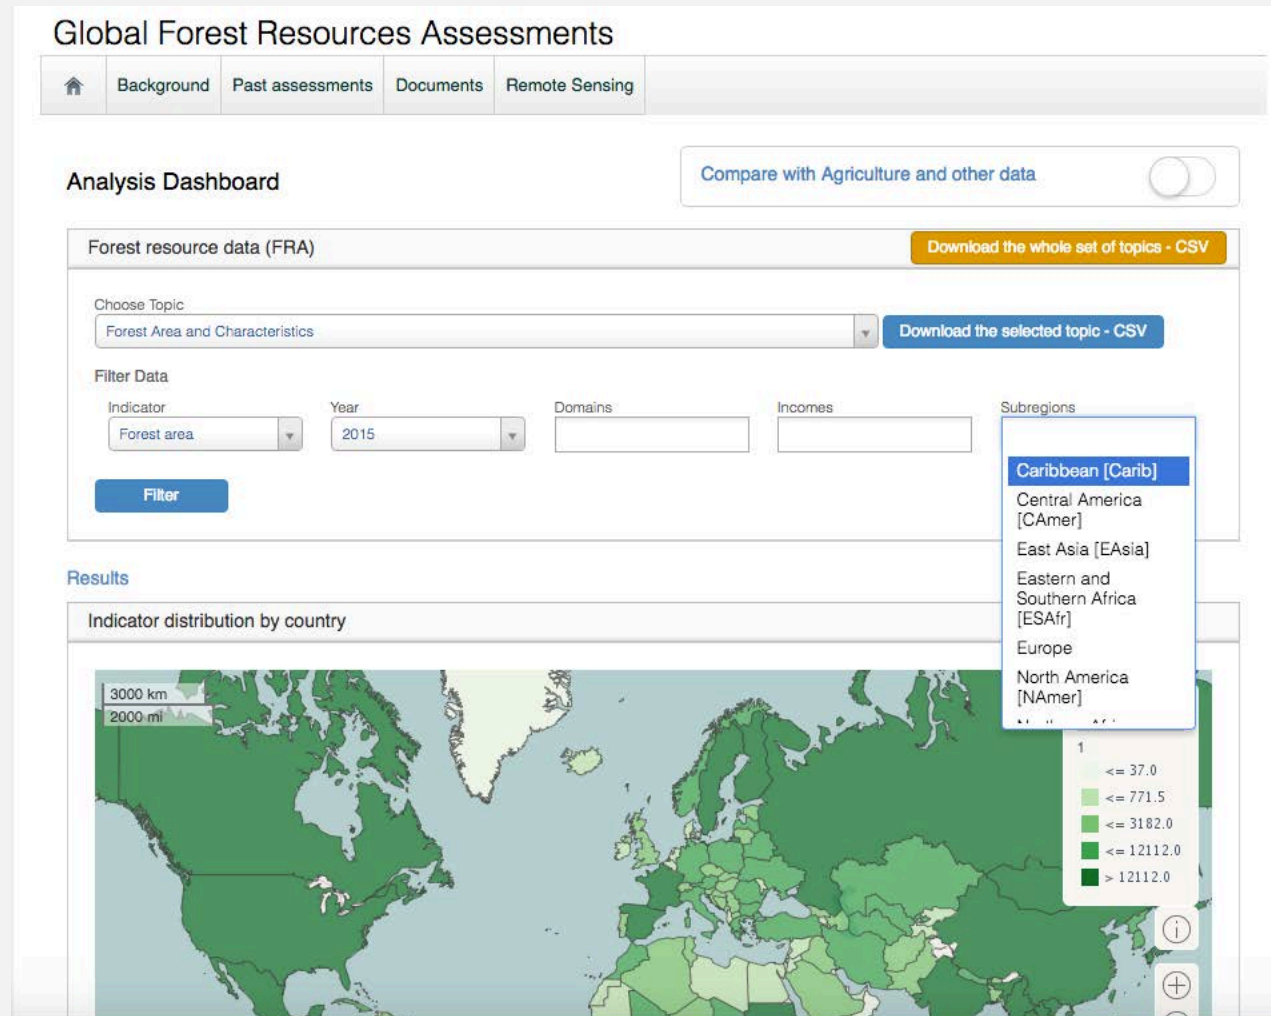 Global Forest Resources Assessments
Background
Past assessments
Documents
Remote Sensing
Analysis Dashboard
Compare with Agriculture and other data
Forest resource data (FRA)
Download the whole set of topics - CSV
Choose Topic
Forest Area and Characteristics
Download the selected topic - CSV
Filter Data
Indicator
Year
Domains
Incomes
Subregions
Forest area
2015
Caribbean [Carib]
Central America
[CAmer]
East Asia [EAsia]
Eastern and
Southern Africa
[ESAfr]
Europe
North America
[NAmer]
Filter
Results
Indicator distribution by country
3000 km
2000 mi
1
<= 37.0
<= 771.5
<= 3182.0
<= 12112.0
> 12112.0